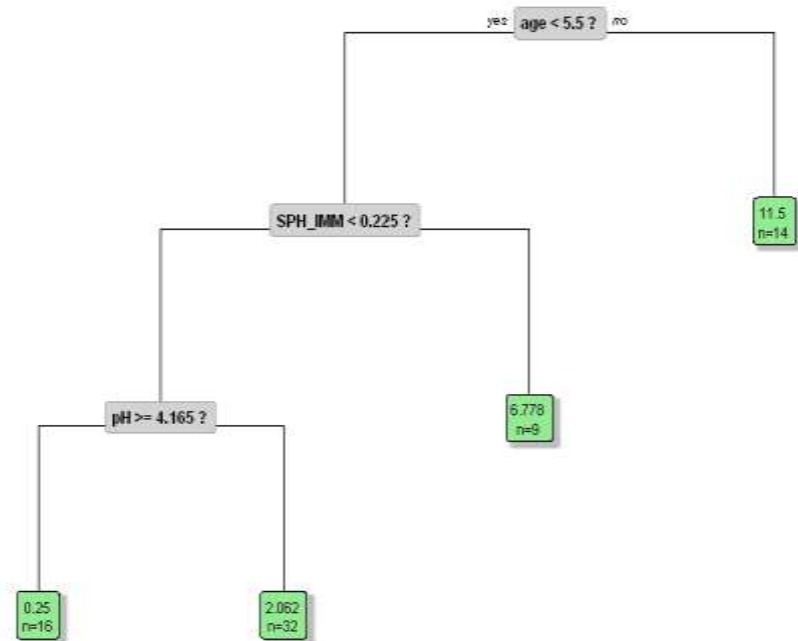 yes age < 5.5 ? no
SPH_IMM < 0.225 ?
11.5
n=14
pH >= 4.165 ?
6.778
n=9
0.25
n=16
2.062
n=32